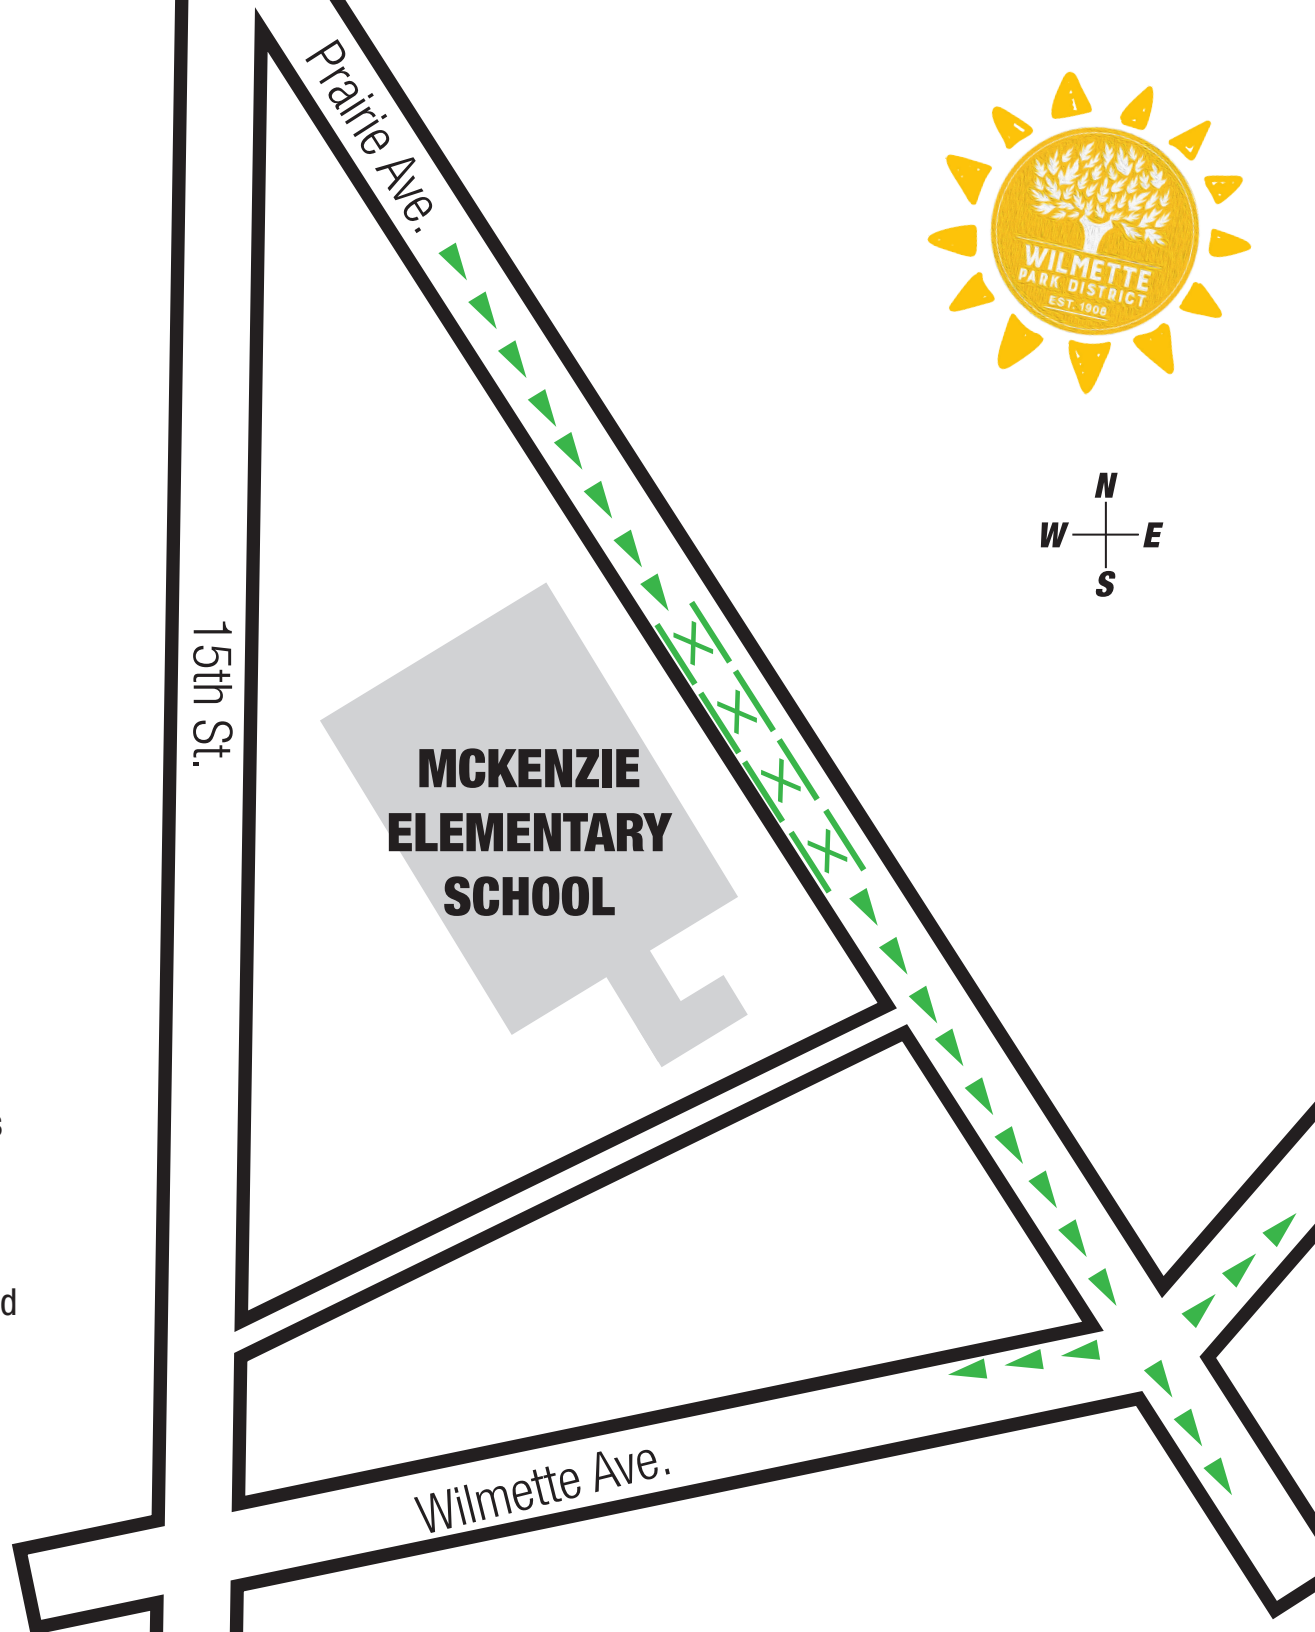 Prairie Ave.
WILMETTE
PARK DISTRICT
EST. 1908
N
W E
S
15th St.
MCKENZIE
ELEMENTARY
SCHOOL
s
d
Wilmette Ave.